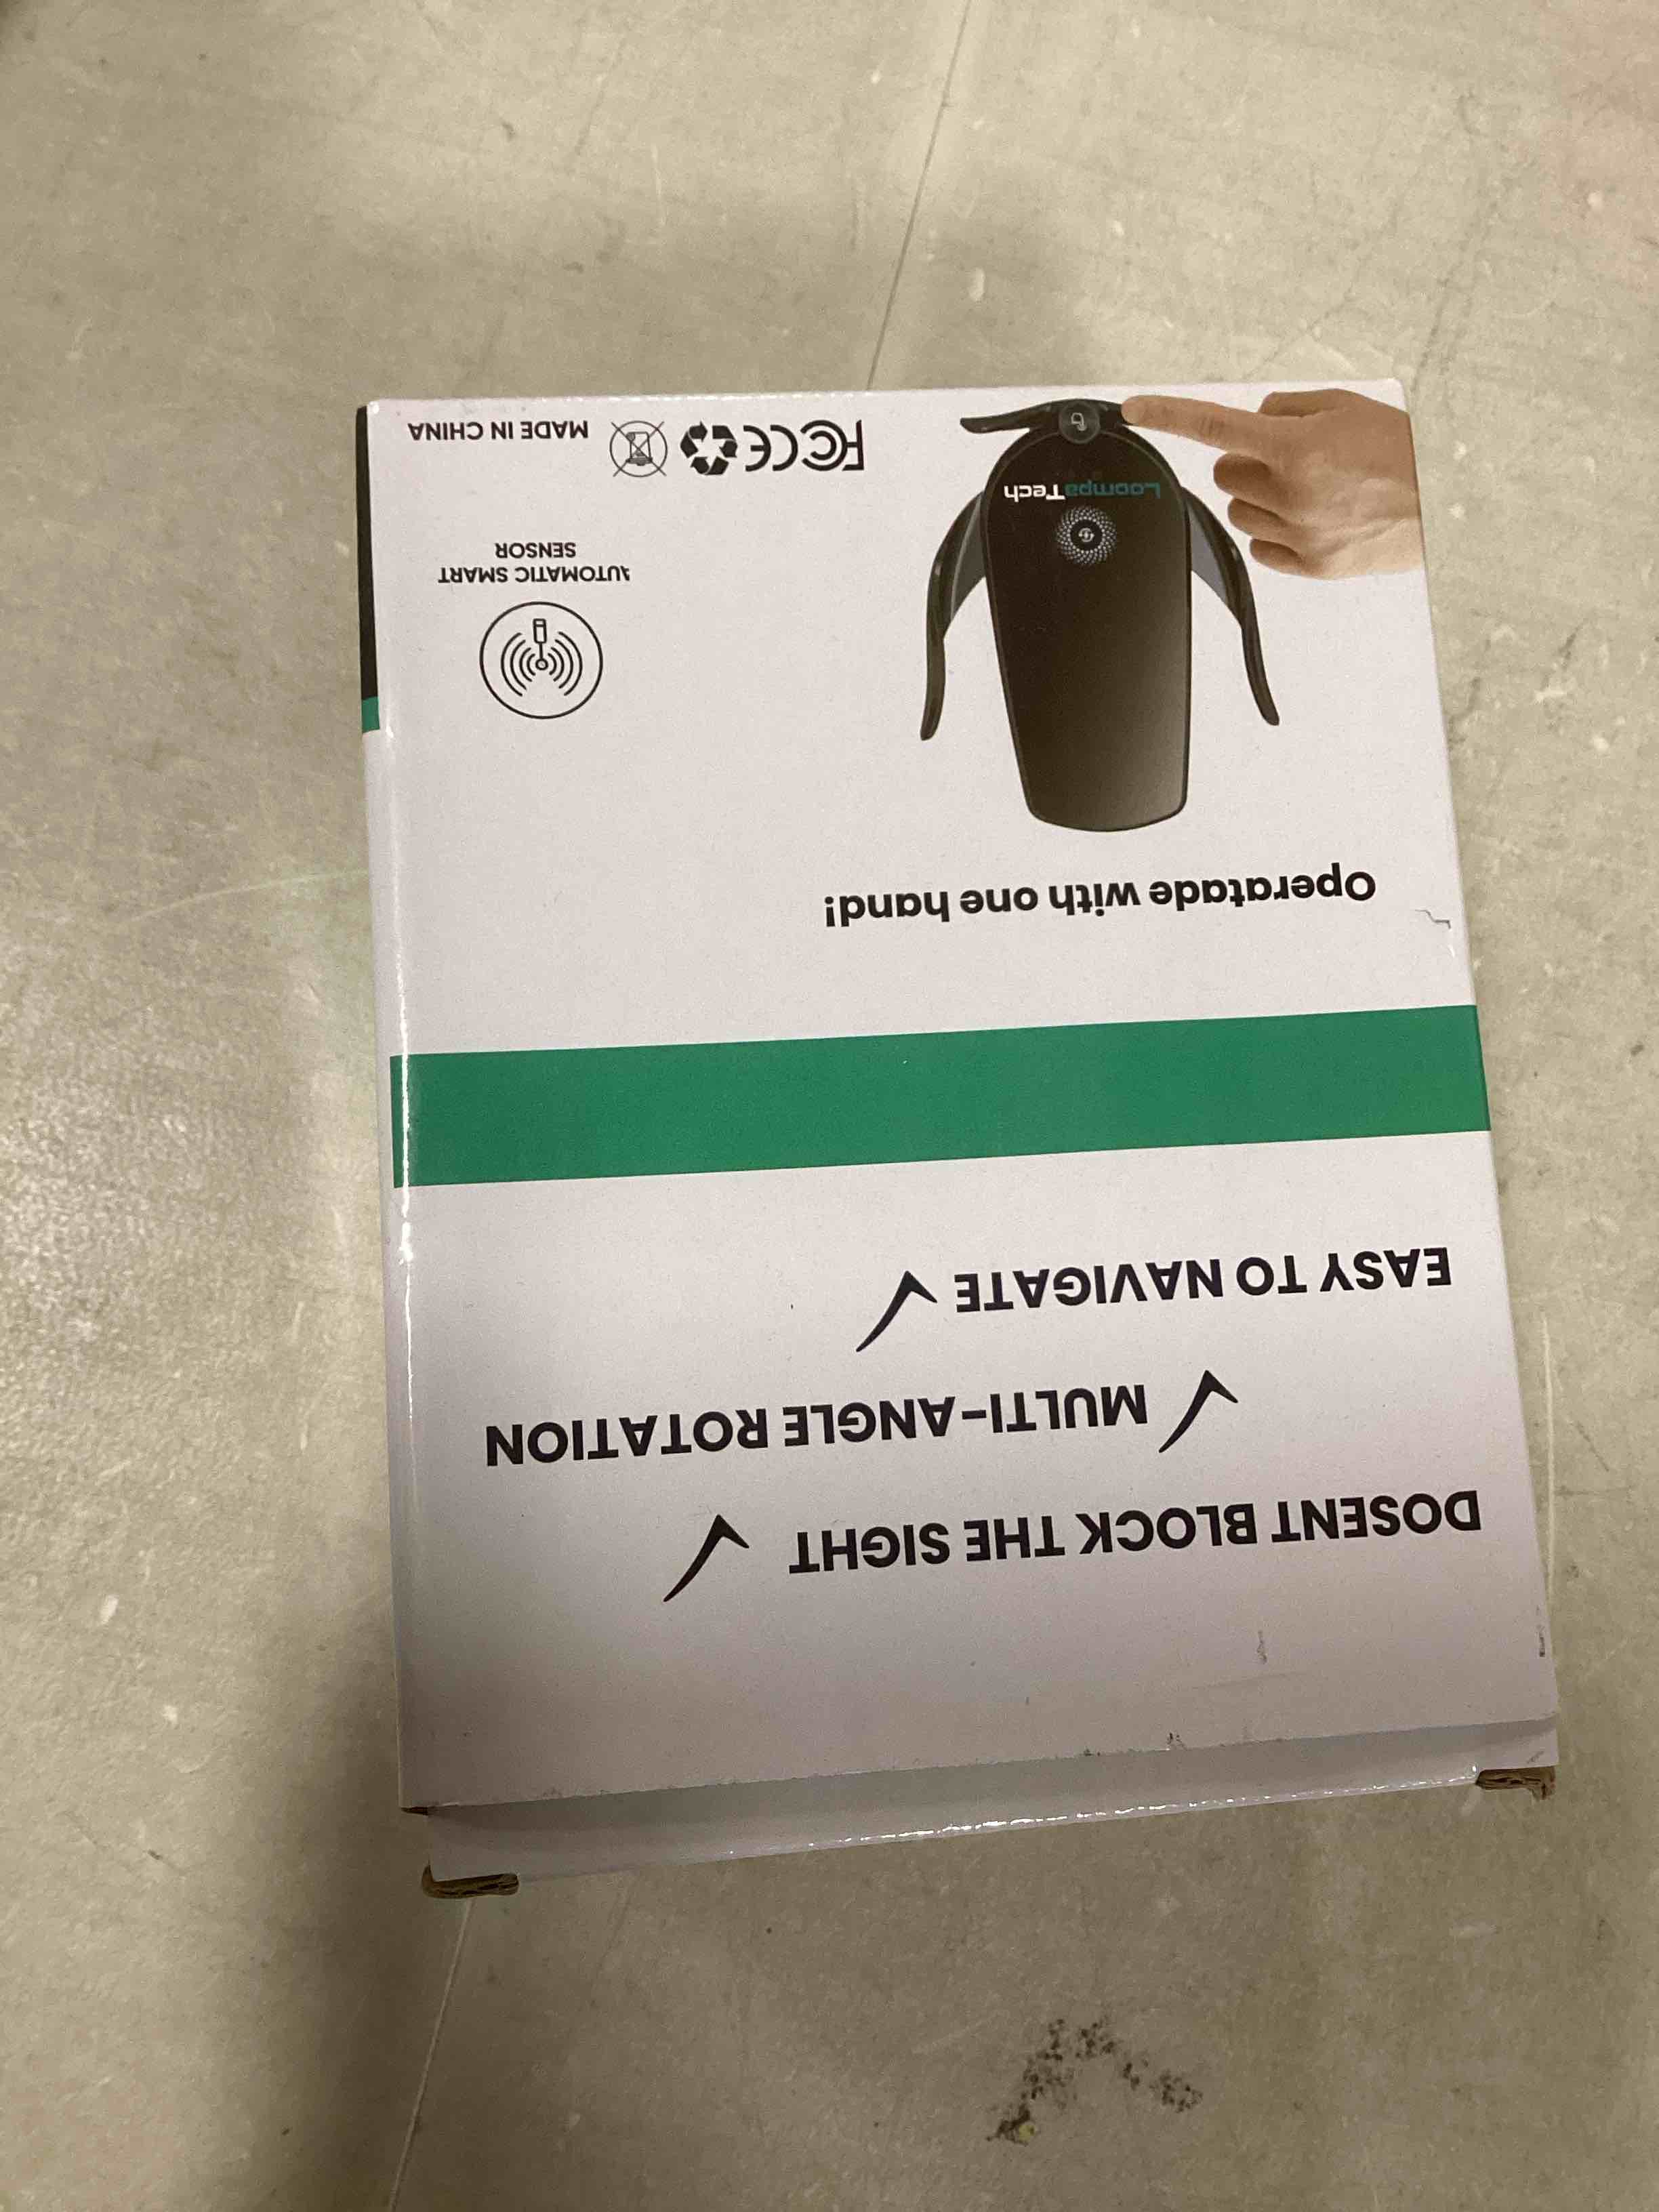 DOSENT BLOCK THE SIGHT
MULTI-ANGLE ROTATION
EASY TO NAVIGATE
Operatade with one hand!
LoompaTech
AUTOMATIC SMART
SENSOR
FC CE
MADE IN CHINA